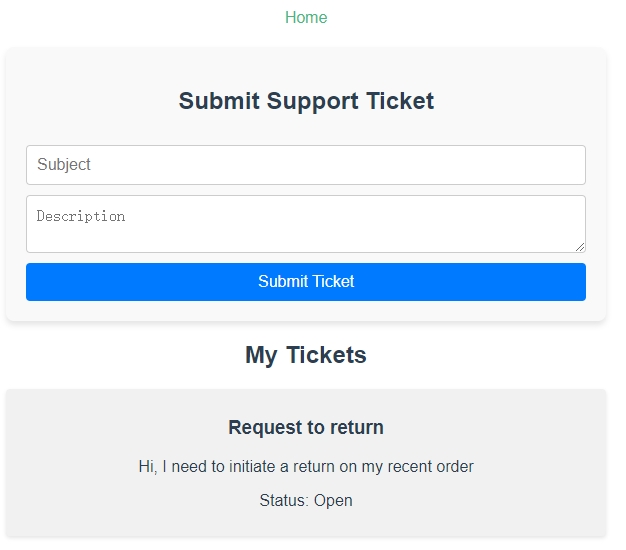 Home
Submit Support Ticket
Subject
Description
Submit Ticket
My Tickets
Request to return
Hi, I need to initiate a return on my recent order
Status: Open